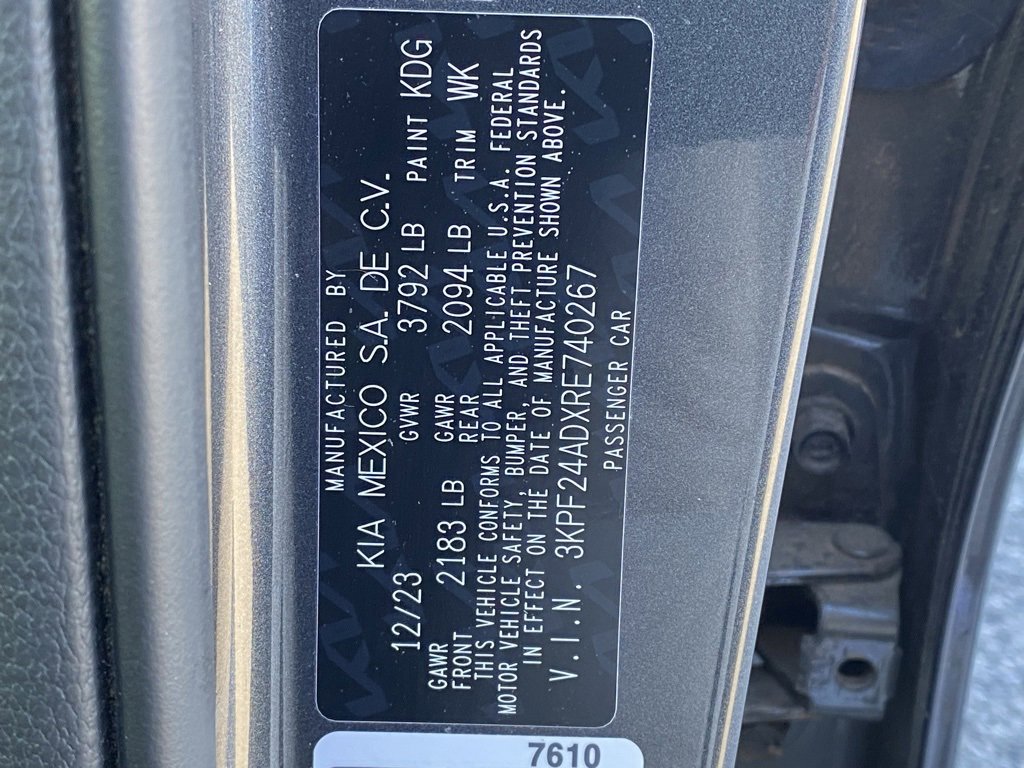 MANUFACTURED BY
KIA MEXICO S.A. DE C.V.
12/23 GVWR 3792 LB PAINT KDG
GAWR FRONT 2183 LB GAWR REAR 2094 LB TRIM WK
THIS VEHICLE CONFORMS TO ALL APPLICABLE U.S.A. FEDERAL
MOTOR VEHICLE SAFETY, BUMPER, AND THEFT PREVENTION STANDARDS
IN EFFECT ON THE DATE OF MANUFACTURE SHOWN ABOVE.
V.I.N. 3KPF24ADXRE740267
PASSENGER CAR
7610